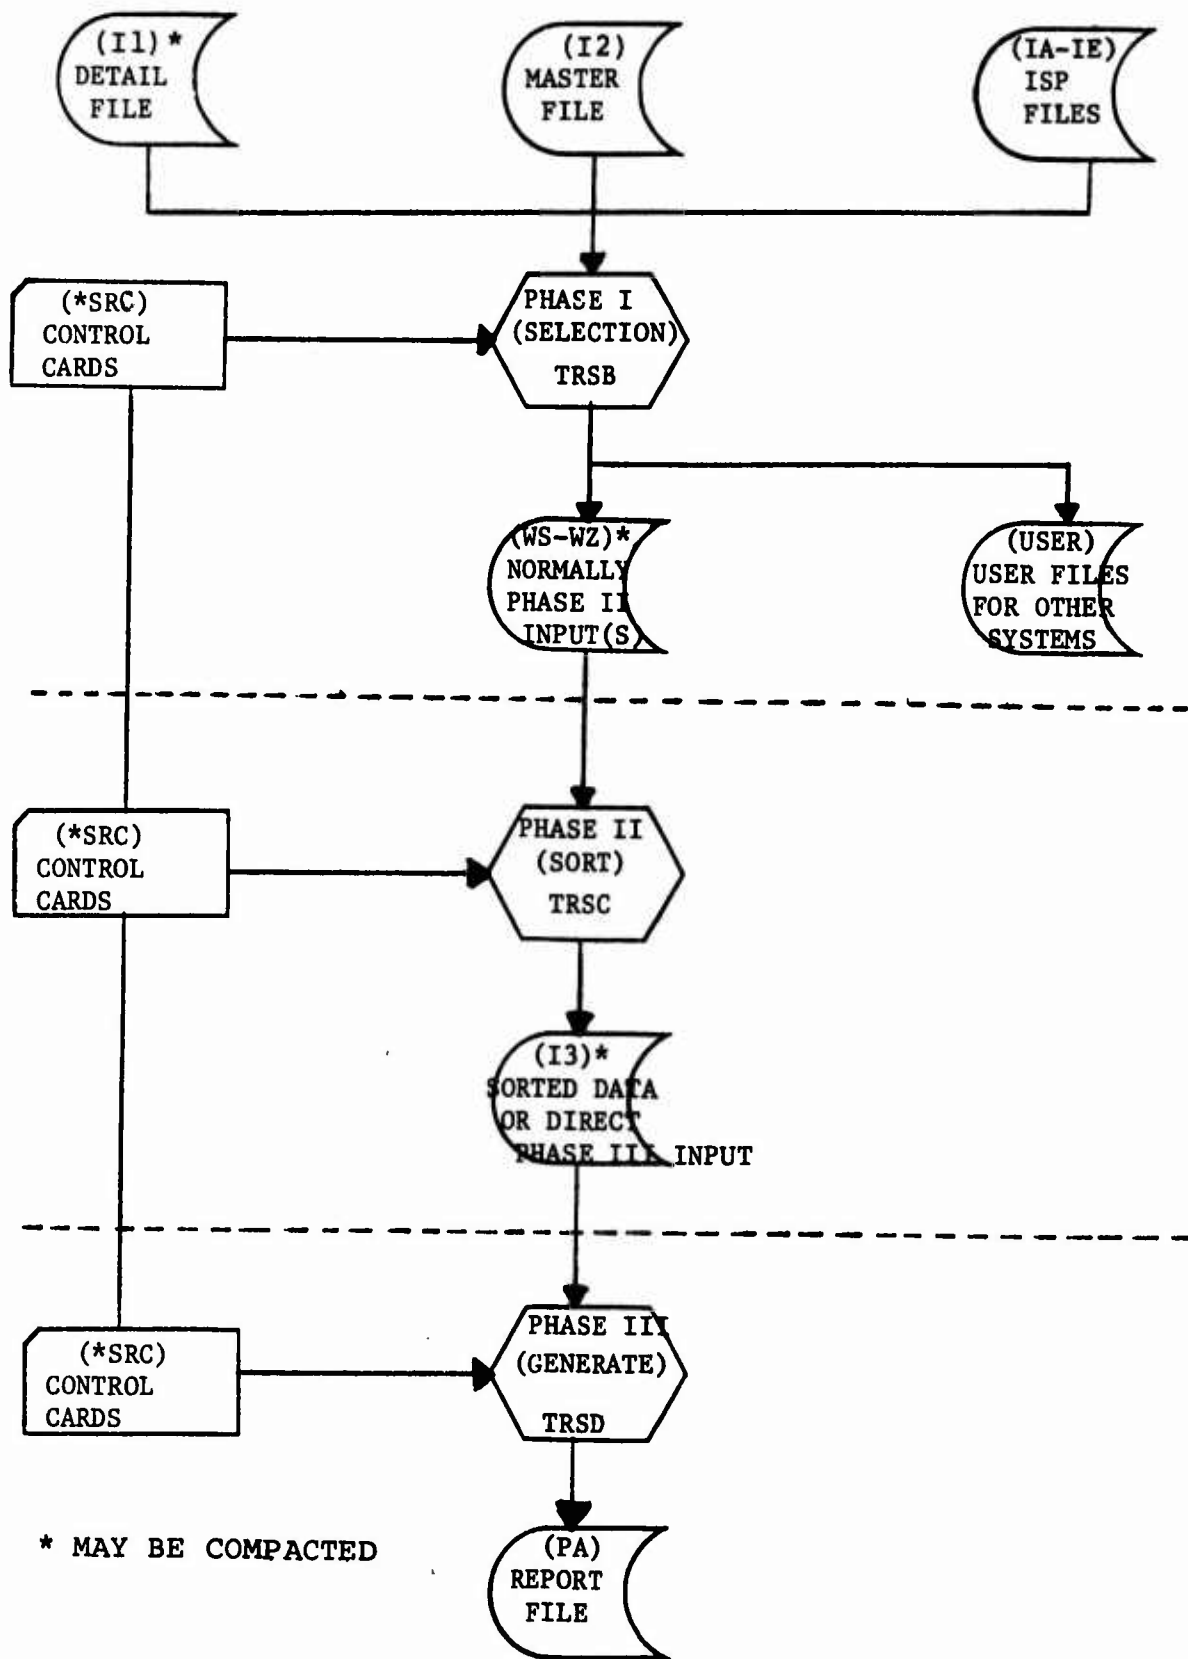 (I1)*
DETAIL
FILE
(I2)
MASTER
FILE
(IA-IE)
ISP
FILES
(*SRC)
CONTROL
CARDS
PHASE I
(SELECTION)
TRSB
(WS-WZ)*
NORMALLY
PHASE II
INPUT(S)
(USER)
USER FILES
FOR OTHER
SYSTEMS
(*SRC)
CONTROL
CARDS
PHASE II
(SORT)
TRSC
(I3)*
SORTED DATA
OR DIRECT
PHASE III INPUT
(*SRC)
CONTROL
CARDS
PHASE III
(GENERATE)
TRSD
* MAY BE COMPACTED
(PA)
REPORT
FILE